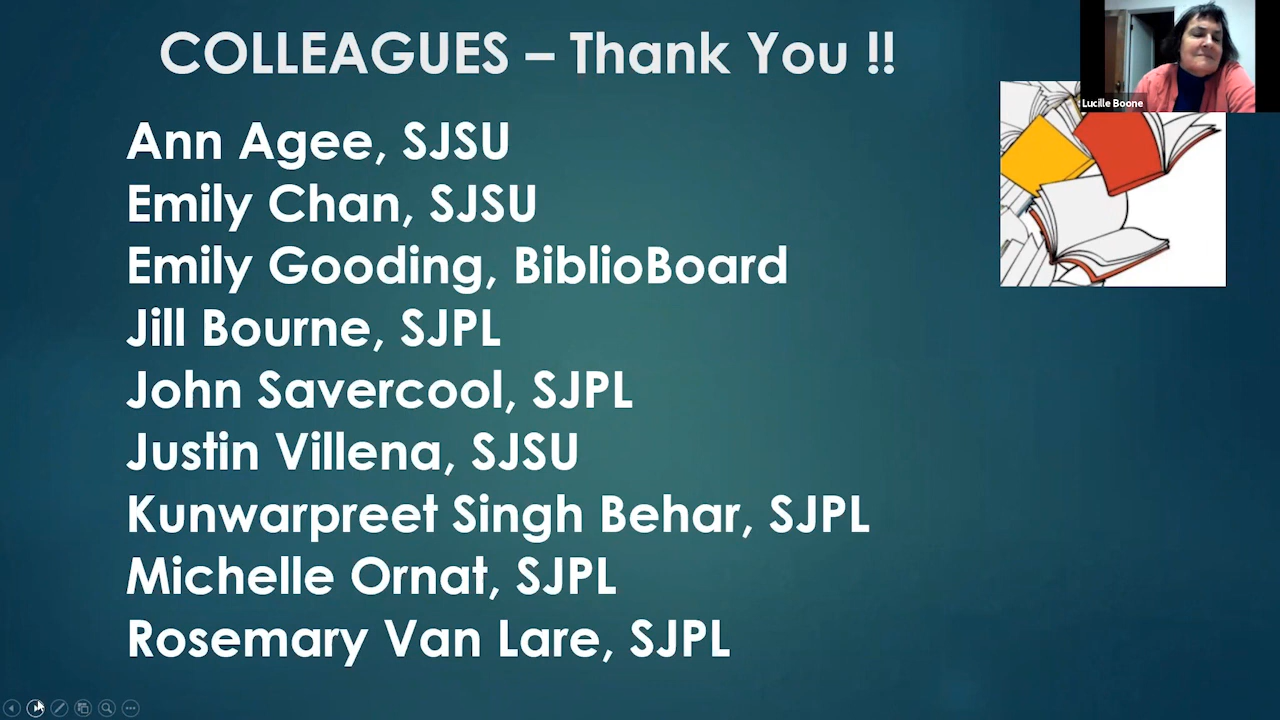 COLLEAGUES – Thank You !!
Lucille Boone
Ann Agee, SJSU
Emily Chan, SJSU
Emily Gooding, BiblioBoard
Jill Bourne, SJPL
John Savercool, SJPL
Justin Villena, SJSU
Kunwarpreet Singh Behar, SJPL
Michelle Ornat, SJPL
Rosemary Van Lare, SJPL